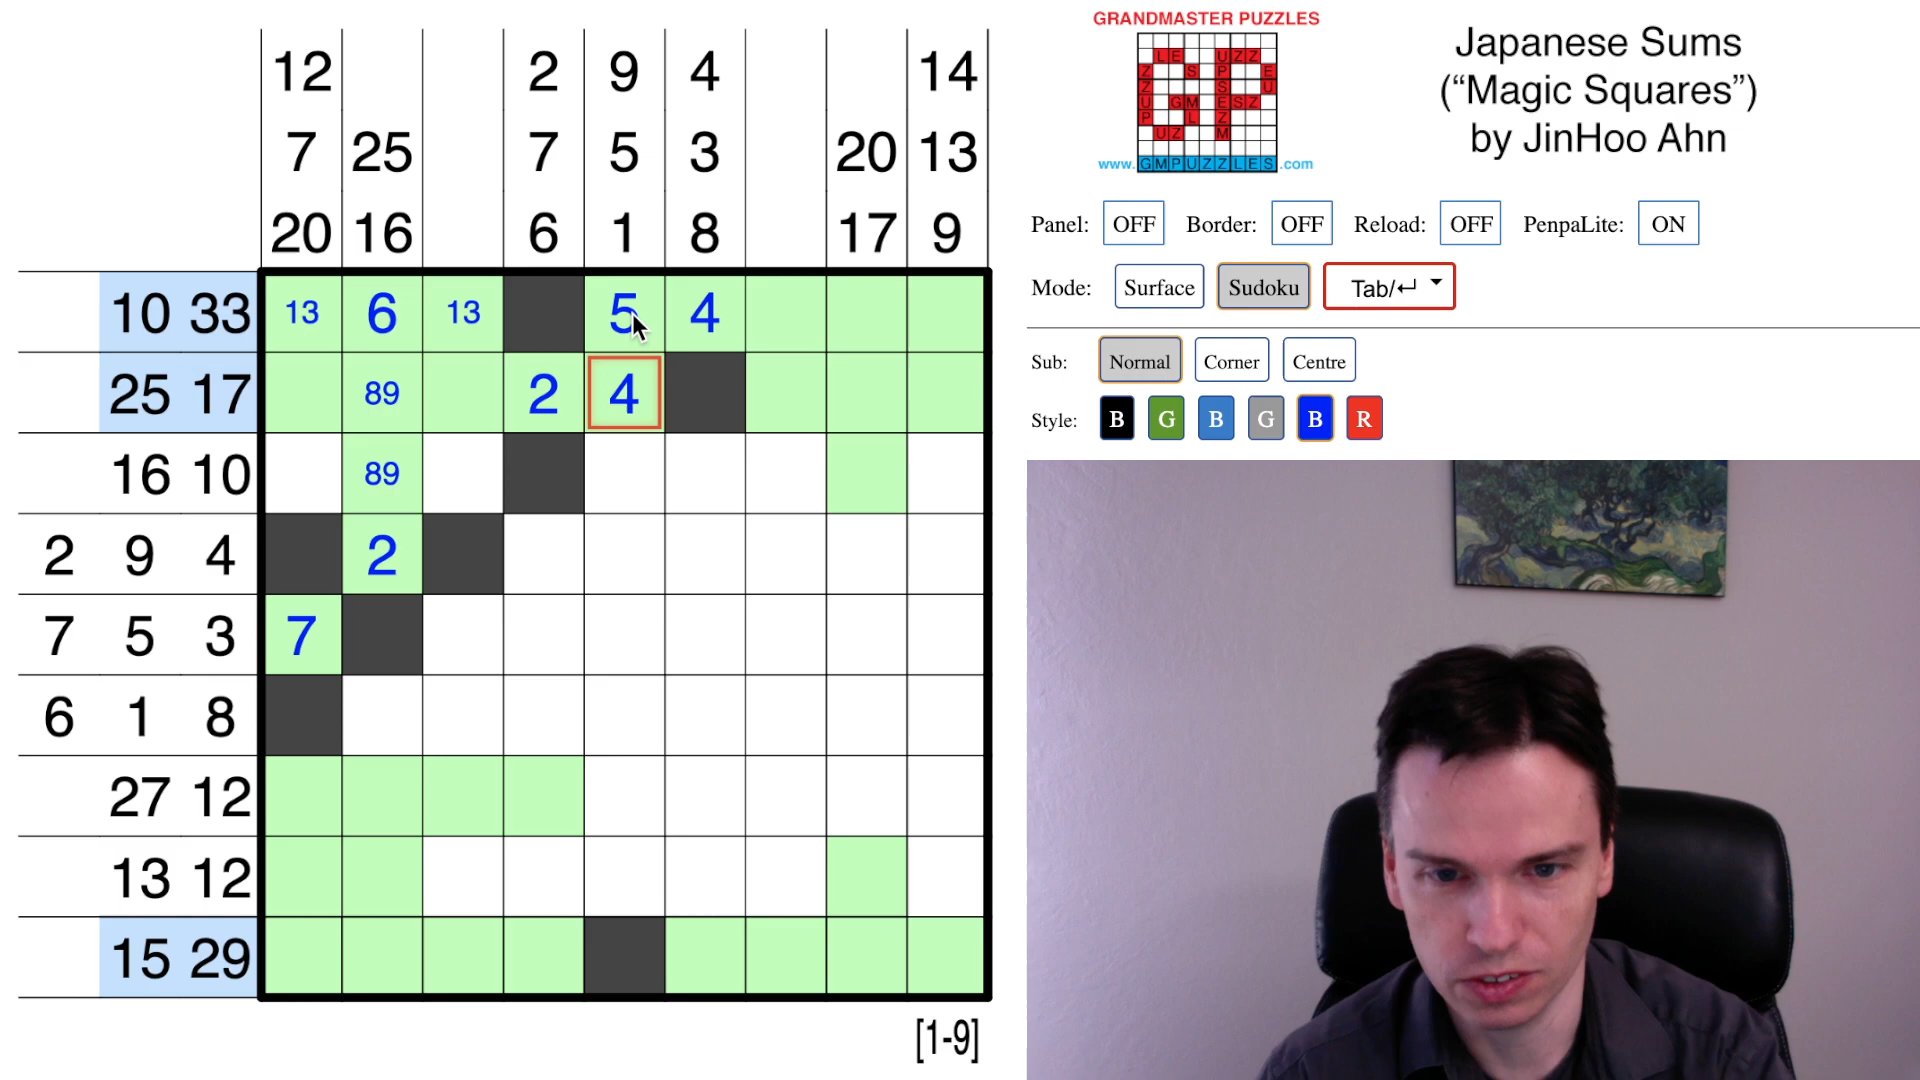 GRANDMASTER PUZZLES
www.GMPUZZLES.com
Japanese Sums
(“Magic Squares”)
by JinHoo Ahn
Panel: OFF Border: OFF Reload: OFF PenpaLite: ON
Mode: Surface Sudoku Tab/↵
Sub: Normal Corner Centre
Style: B G B G B R
12 2 9 4 14
7 25 7 5 3 20 13
20 16 6 1 8 17 9
10 33 13 6 13 5 4
25 17 89 2 4
16 10 89
2 9 4 2
7 5 3 7
6 1 8
27 12
13 12
15 29
[1-9]